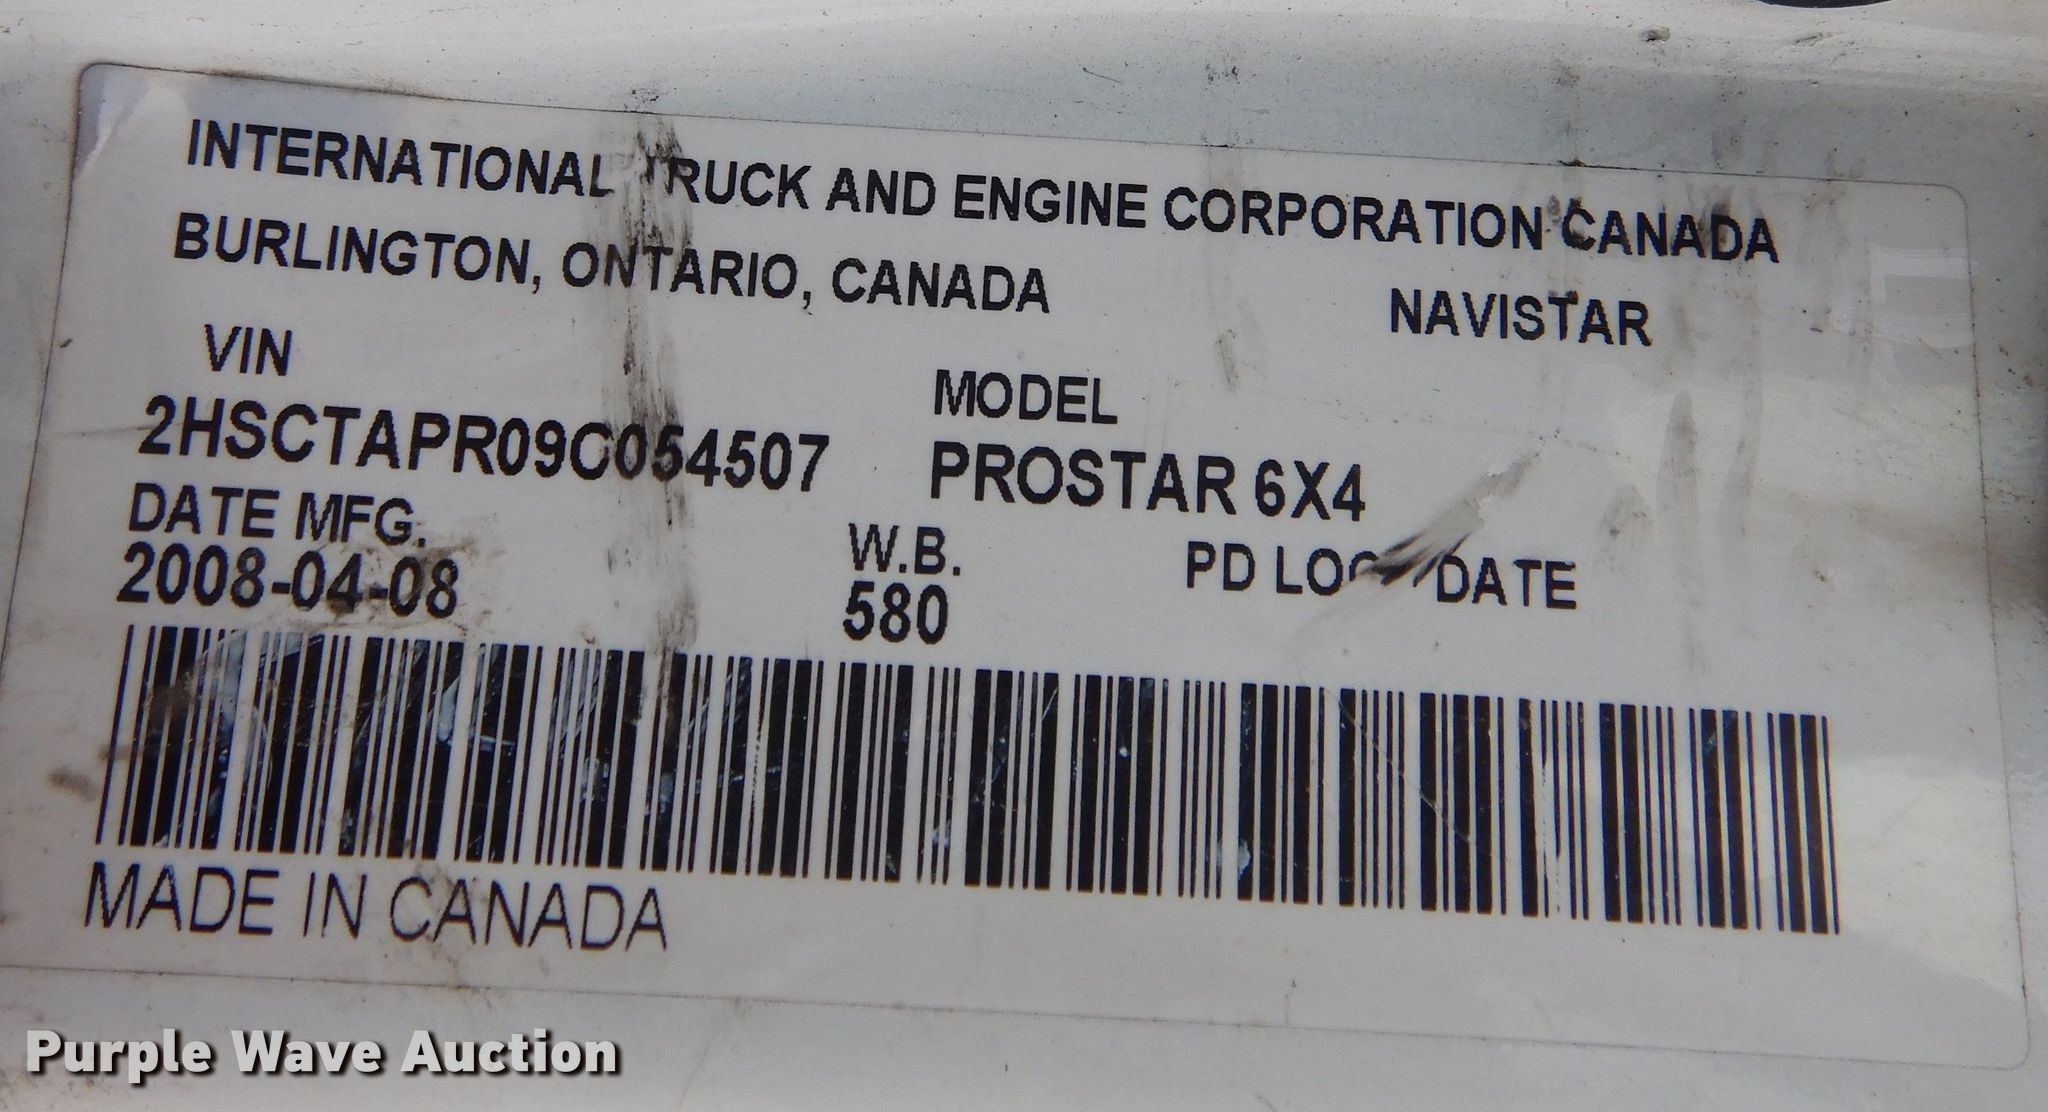 INTERNATIONAL TRUCK AND ENGINE CORPORATION CANADA
BURLINGTON, ONTARIO, CANADA
NAVISTAR
VIN
MODEL
2HSCTAPR09C054507
PROSTAR 6X4
DATE MFG.
W.B.
PD LOC / DATE
2008-04-08
580
MADE IN CANADA
Purple Wave Auction